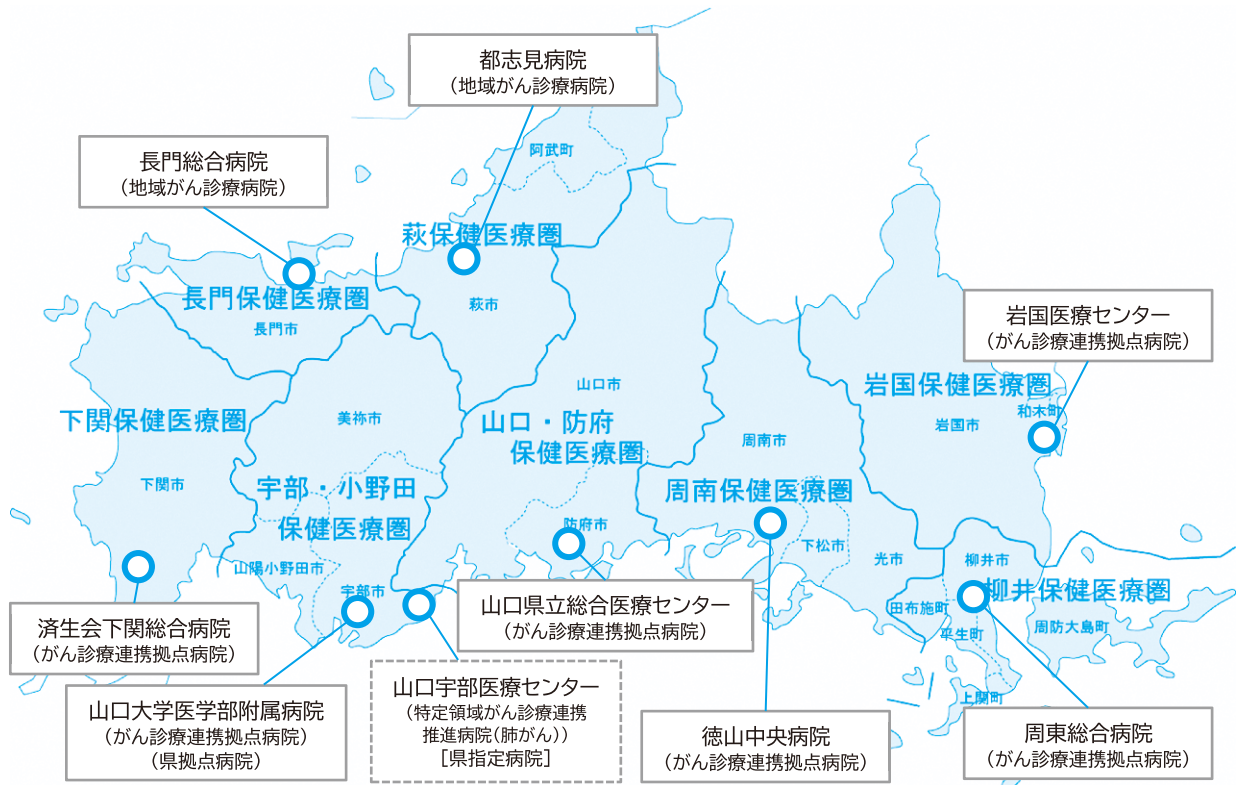 都志見病院
（地域がん診療病院）
長門総合病院
（地域がん診療病院）
阿武町
萩保健医療圏
長門保健医療圏
萩市
長門市
岩国医療センター
（がん診療連携拠点病院）
山口市
岩国保健医療圏
和木町
岩国市
下関保健医療圏
美祢市
山口・防府
保健医療圏
周南市
下関市
宇部・小野田
保健医療圏
周南保健医療圏
防府市
下松市
光市
柳井市
山陽小野田市
宇部市
柳井保健医療圏
田布施町
平生町
周防大島町
上関町
済生会下関総合病院
（がん診療連携拠点病院）
山口県立総合医療センター
（がん診療連携拠点病院）
山口大学医学部附属病院
（がん診療連携拠点病院）
（県拠点病院）
山口宇部医療センター
（特定領域がん診療連携
推進病院（肺がん））
［県指定病院］
徳山中央病院
（がん診療連携拠点病院）
周東総合病院
（がん診療連携拠点病院）